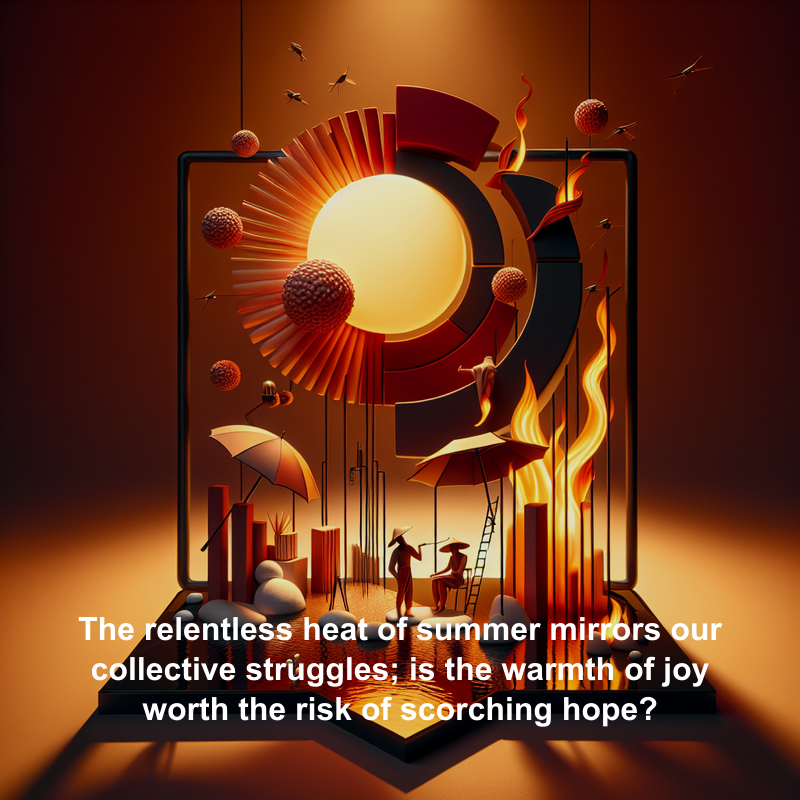 The relentless heat of summer mirrors our
collective struggles; is the warmth of joy
worth the risk of scorching hope?